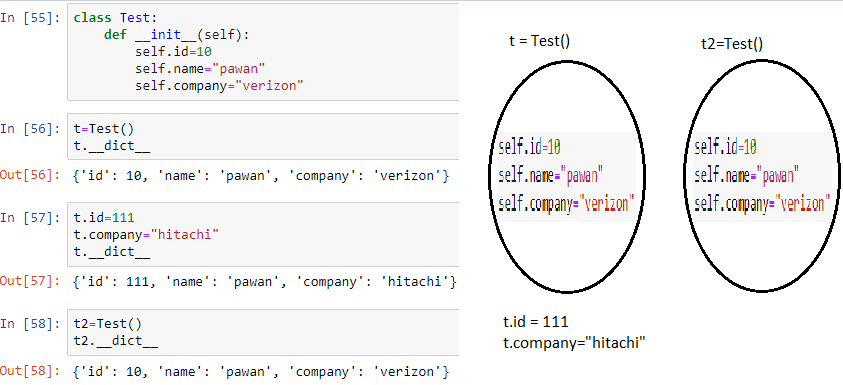 In [55]: class Test:
def __init__(self):
self.id=10
self.name="pawan"
self.company="verizon"
In [56]: t=Test()
t.__dict__
Out[56]: {'id': 10, 'name': 'pawan', 'company': 'verizon'}
In [57]: t.id=111
t.company="hitachi"
t.__dict__
Out[57]: {'id': 111, 'name': 'pawan', 'company': 'hitachi'}
In [58]: t2=Test()
t2.__dict__
Out[58]: {'id': 10, 'name': 'pawan', 'company': 'verizon'}
t = Test()
self.id=10
self.name="pawan"
self.company="verizon"
t.id = 111
t.company="hitachi"
t2=Test()
self.id=10
self.name="pawan"
self.company="verizon"